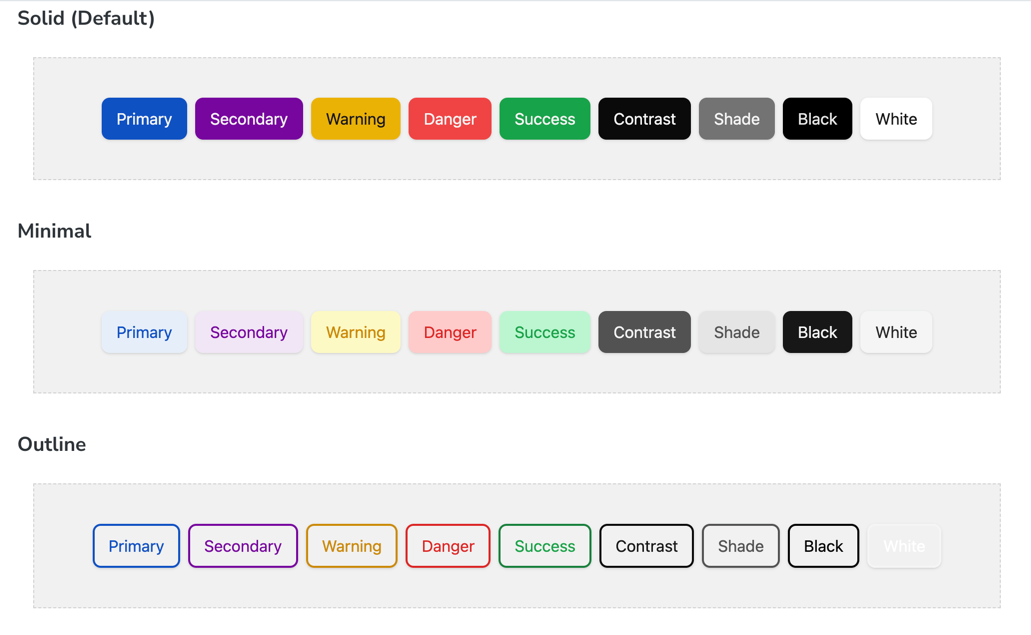 Solid (Default)
Primary Secondary Warning Danger Success Contrast Shade Black White
Minimal
Primary Secondary Warning Danger Success Contrast Shade Black White
Outline
Primary Secondary Warning Danger Success Contrast Shade Black White